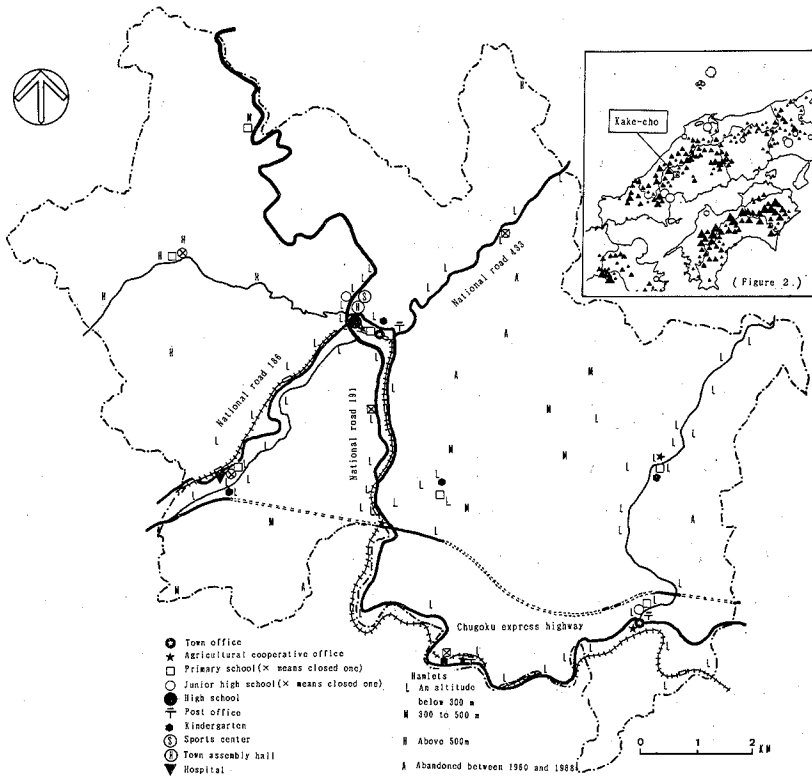 Kake-cho
(Figure 2.)
National road 433
National road 186
National road 191
Chugoku express highway
Town office
Agricultural cooperative office
Primary school(× means closed one)
Junior high school(× means closed one)
High school
Post office
Kindergarten
S Sports center
H Town assembly hall
Hospital
Hamlets
L An altitude
below 300 m
M 300 to 500 m
H Above 500m
A Abandoned between 1960 and 1988
0 1 2 KM